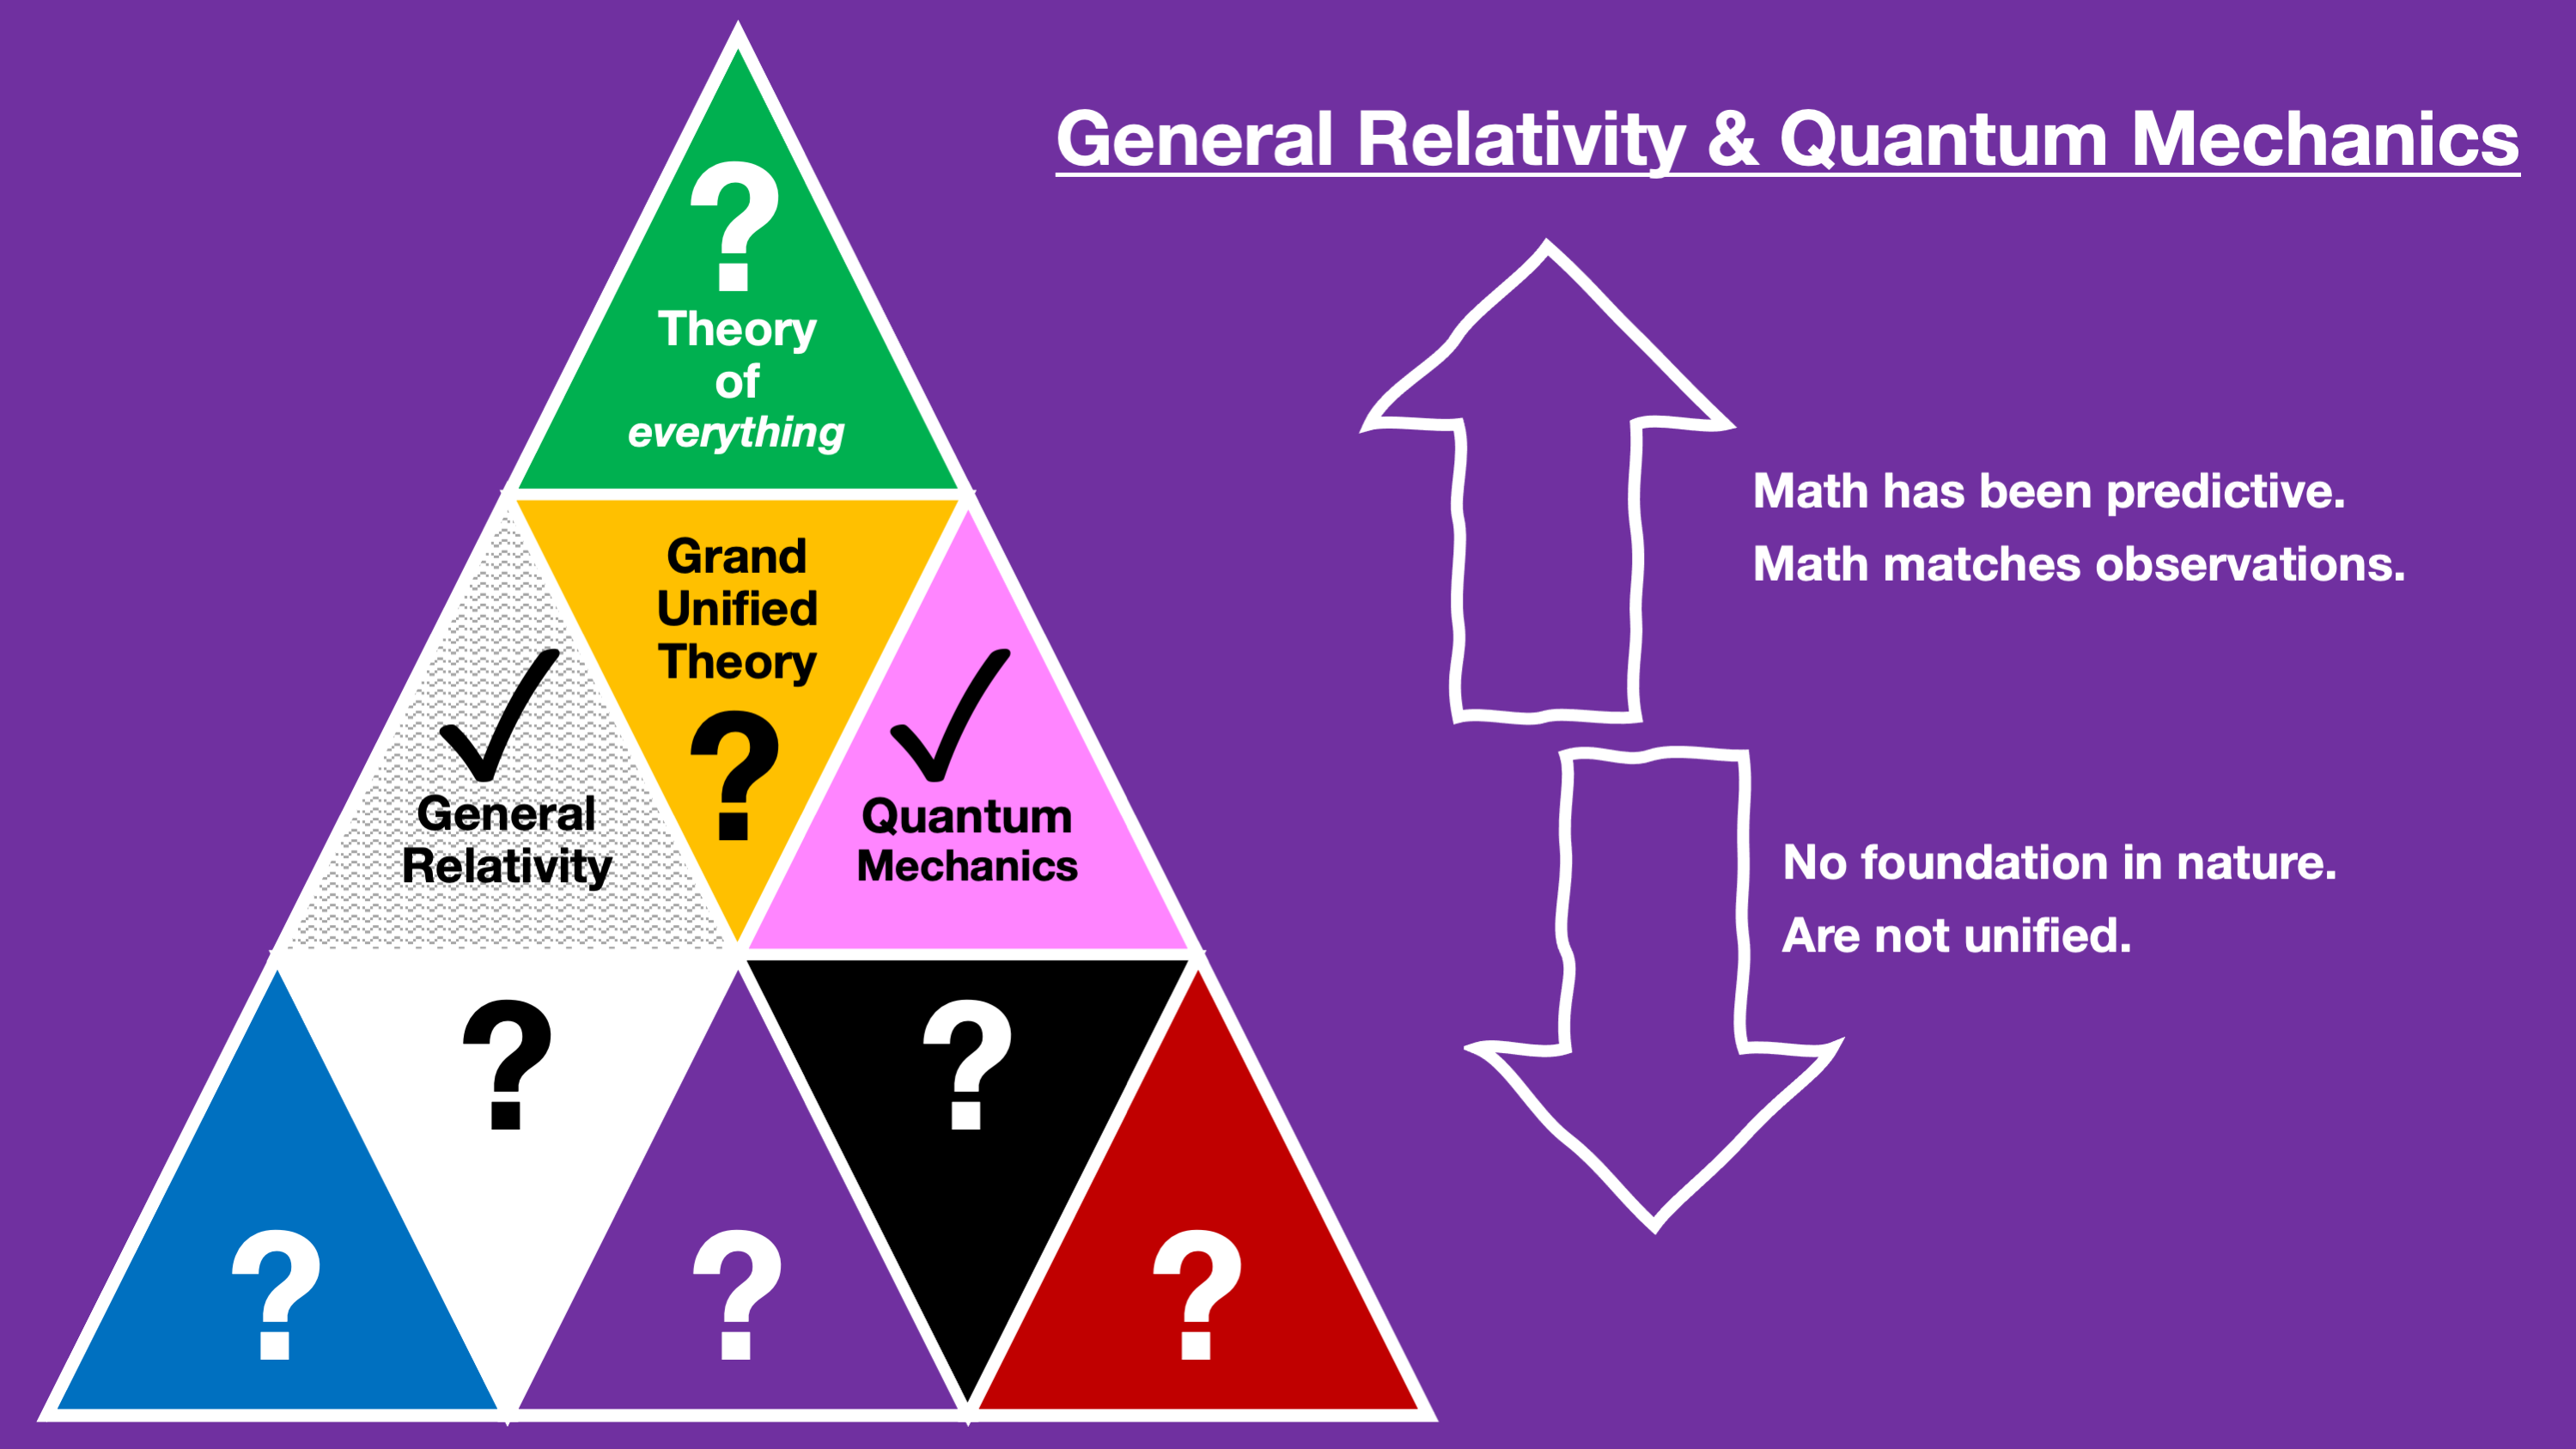 General Relativity & Quantum Mechanics
?
Theory
of
everything
Grand
Unified
Theory
?
✓
General
Relativity
✓
Quantum
Mechanics
?
?
?
?
?
Math has been predictive.
Math matches observations.
No foundation in nature.
Are not unified.